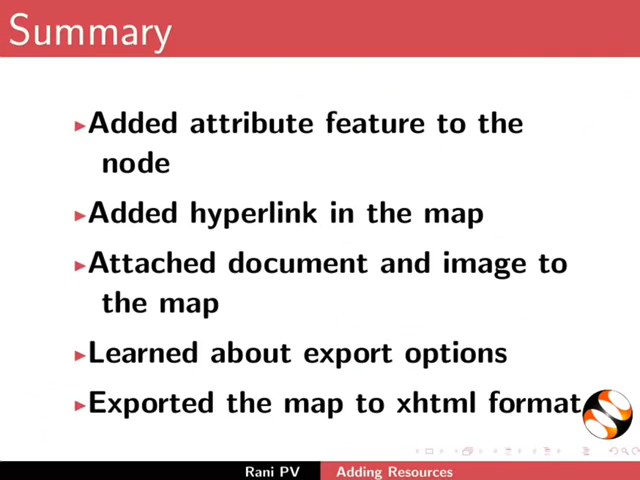 Summary
Added attribute feature to the
node
Added hyperlink in the map
Attached document and image to
the map
Learned about export options
Exported the map to xhtml format
Rani PV Adding Resources